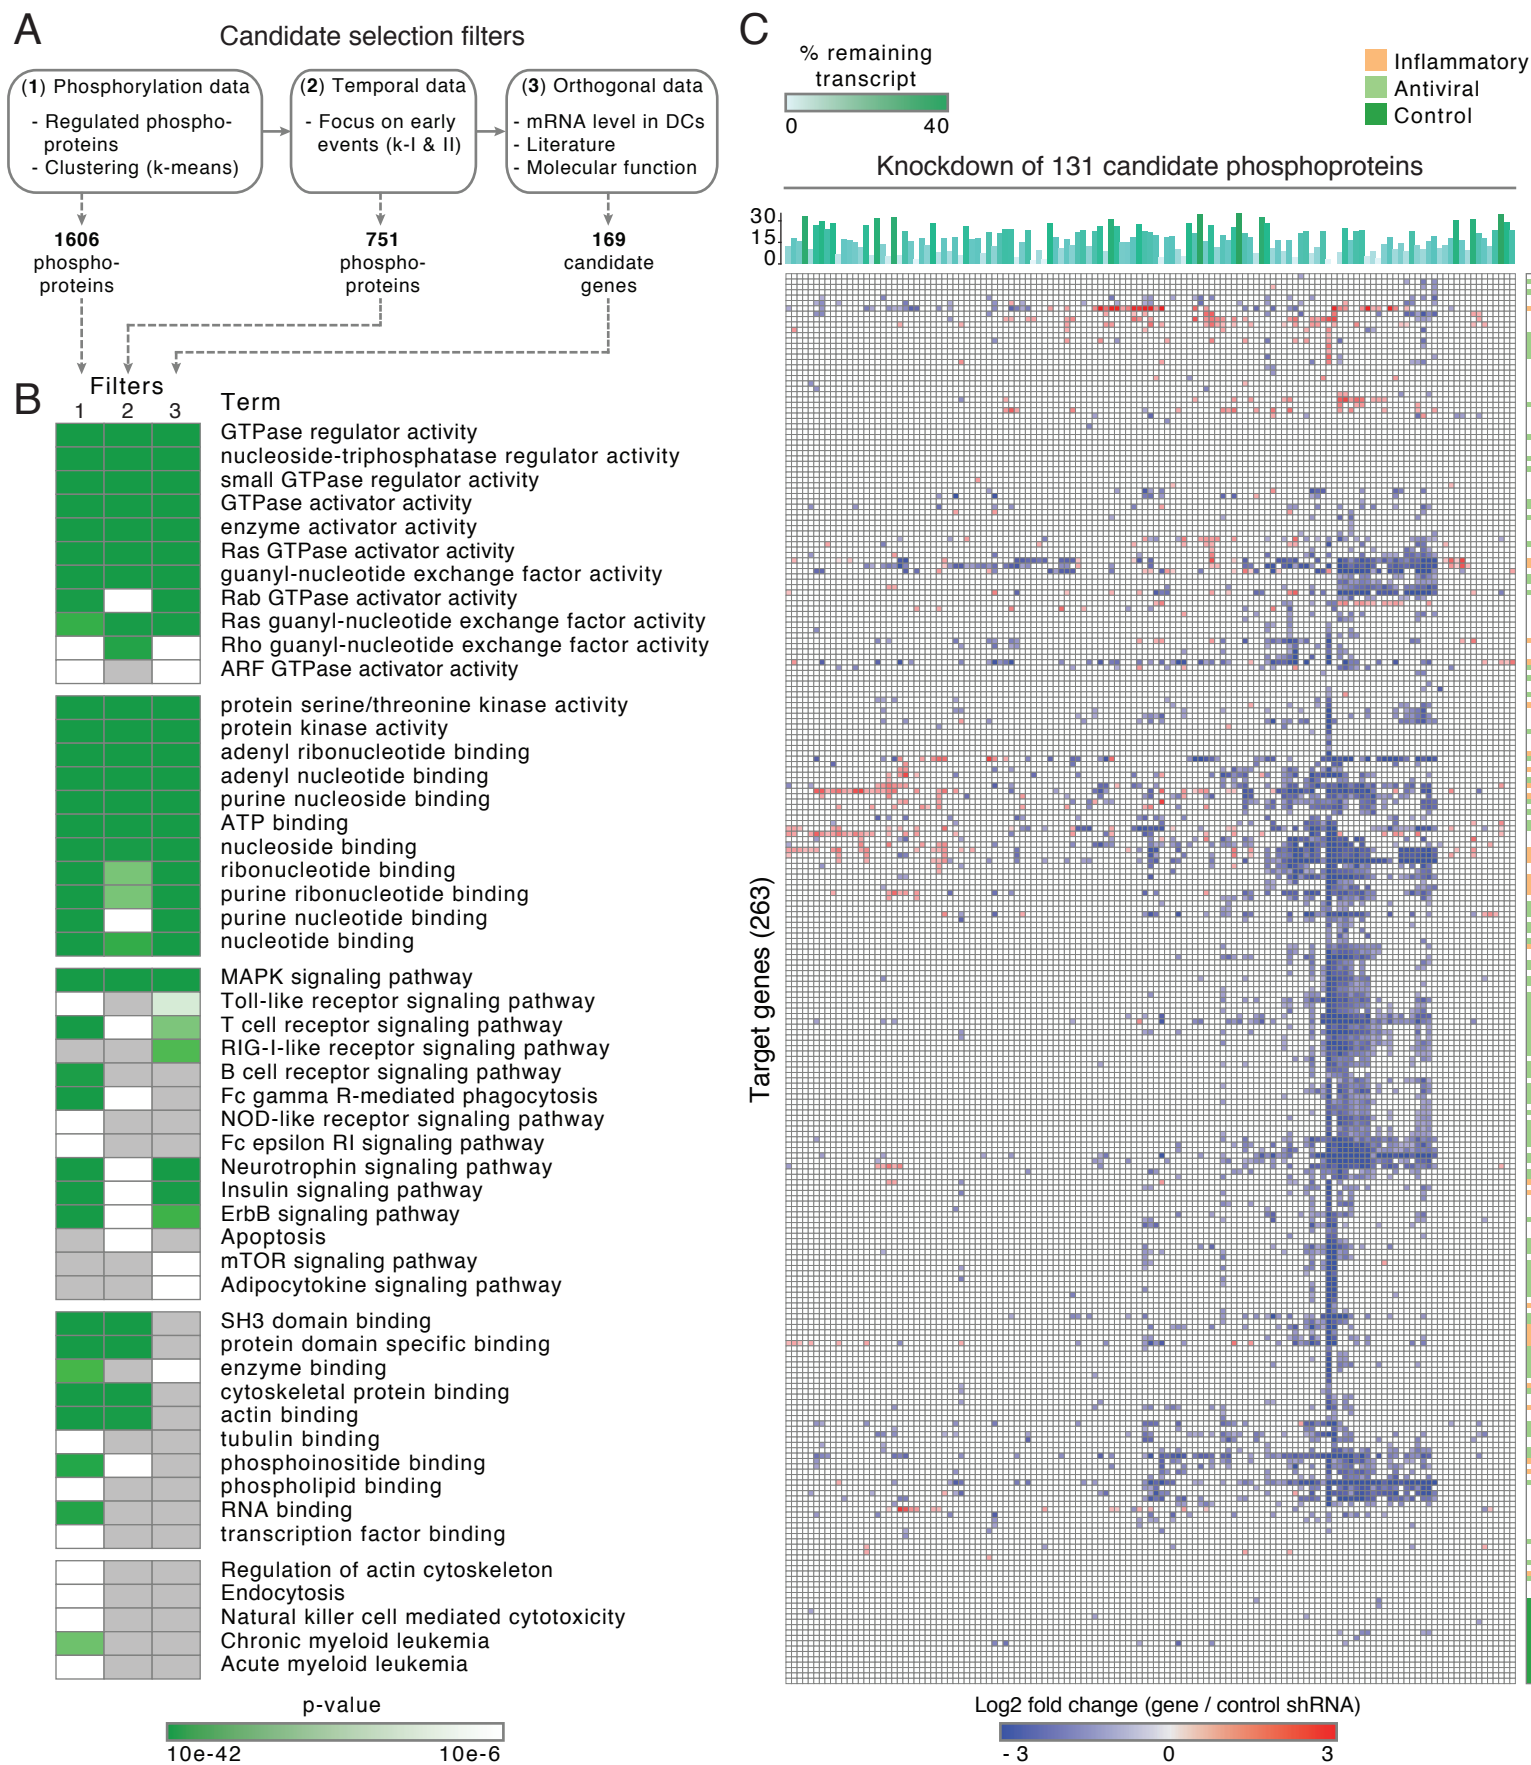 A
Candidate selection filters
(1) Phosphorylation data
- Regulated phospho-
proteins
- Clustering (k-means)
(2) Temporal data
- Focus on early
events (k-I & II)
(3) Orthogonal data
- mRNA level in DCs
- Literature
- Molecular function
1606
phospho-
proteins
751
phospho-
proteins
169
candidate
genes
B
Filters
1 2 3
Term
GTPase regulator activity
nucleoside-triphosphatase regulator activity
small GTPase regulator activity
GTPase activator activity
enzyme activator activity
Ras GTPase activator activity
guanyl-nucleotide exchange factor activity
Rab GTPase activator activity
Ras guanyl-nucleotide exchange factor activity
Rho guanyl-nucleotide exchange factor activity
ARF GTPase activator activity
protein serine/threonine kinase activity
protein kinase activity
adenyl ribonucleotide binding
adenyl nucleotide binding
purine nucleoside binding
ATP binding
nucleoside binding
ribonucleotide binding
purine ribonucleotide binding
purine nucleotide binding
nucleotide binding
MAPK signaling pathway
Toll-like receptor signaling pathway
T cell receptor signaling pathway
RIG-I-like receptor signaling pathway
B cell receptor signaling pathway
Fc gamma R-mediated phagocytosis
NOD-like receptor signaling pathway
Fc epsilon RI signaling pathway
Neurotrophin signaling pathway
Insulin signaling pathway
ErbB signaling pathway
Apoptosis
mTOR signaling pathway
Adipocytokine signaling pathway
SH3 domain binding
protein domain specific binding
enzyme binding
cytoskeletal protein binding
actin binding
tubulin binding
phosphoinositide binding
phospholipid binding
RNA binding
transcription factor binding
Regulation of actin cytoskeleton
Endocytosis
Natural killer cell mediated cytotoxicity
Chronic myeloid leukemia
Acute myeloid leukemia
p-value
10e-42 10e-6
C
% remaining
transcript
0 40
Inflammatory
Antiviral
Control
Knockdown of 131 candidate phosphoproteins
30
15
0
Target genes (263)
Log2 fold change (gene / control shRNA)
- 3 0 3